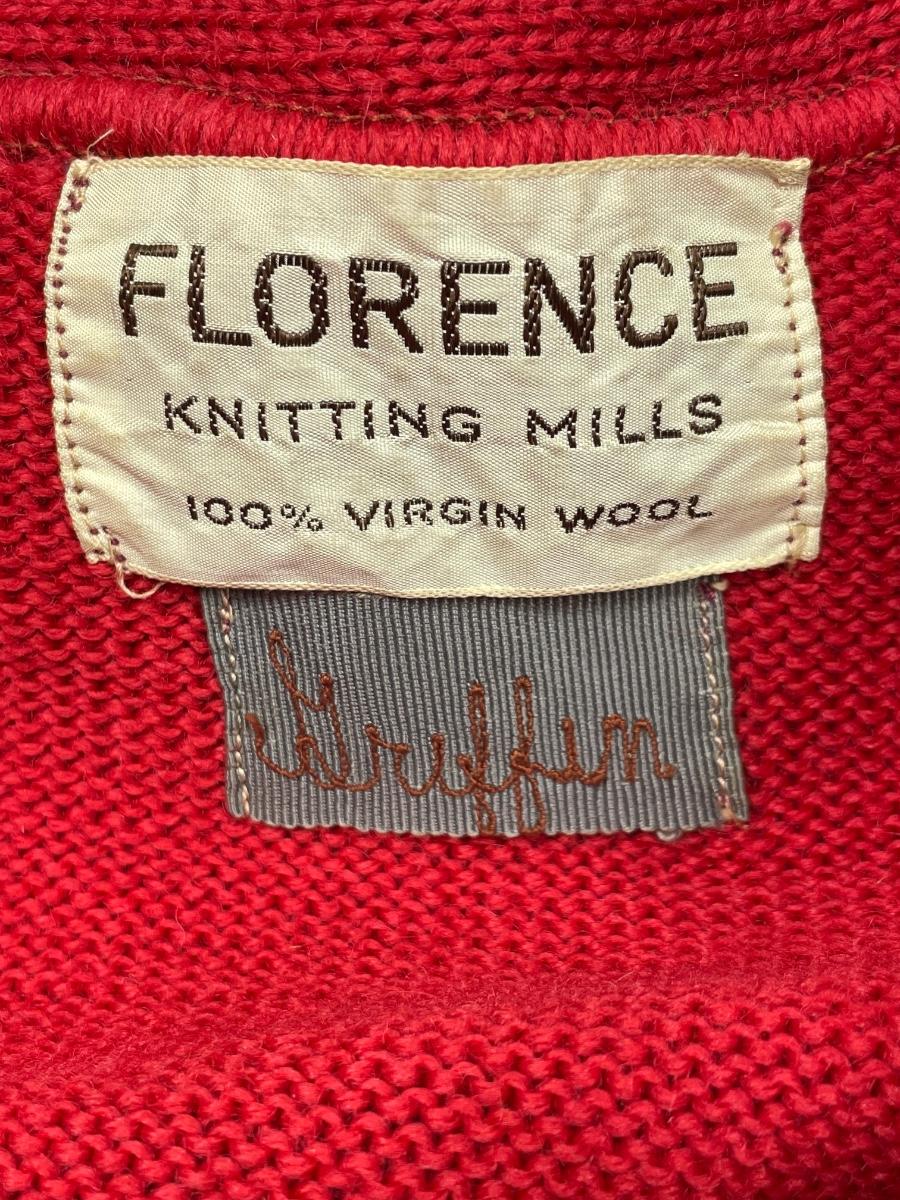 FLORENCE
KNITTING MILLS
100% VIRGIN WOOL
Griffin